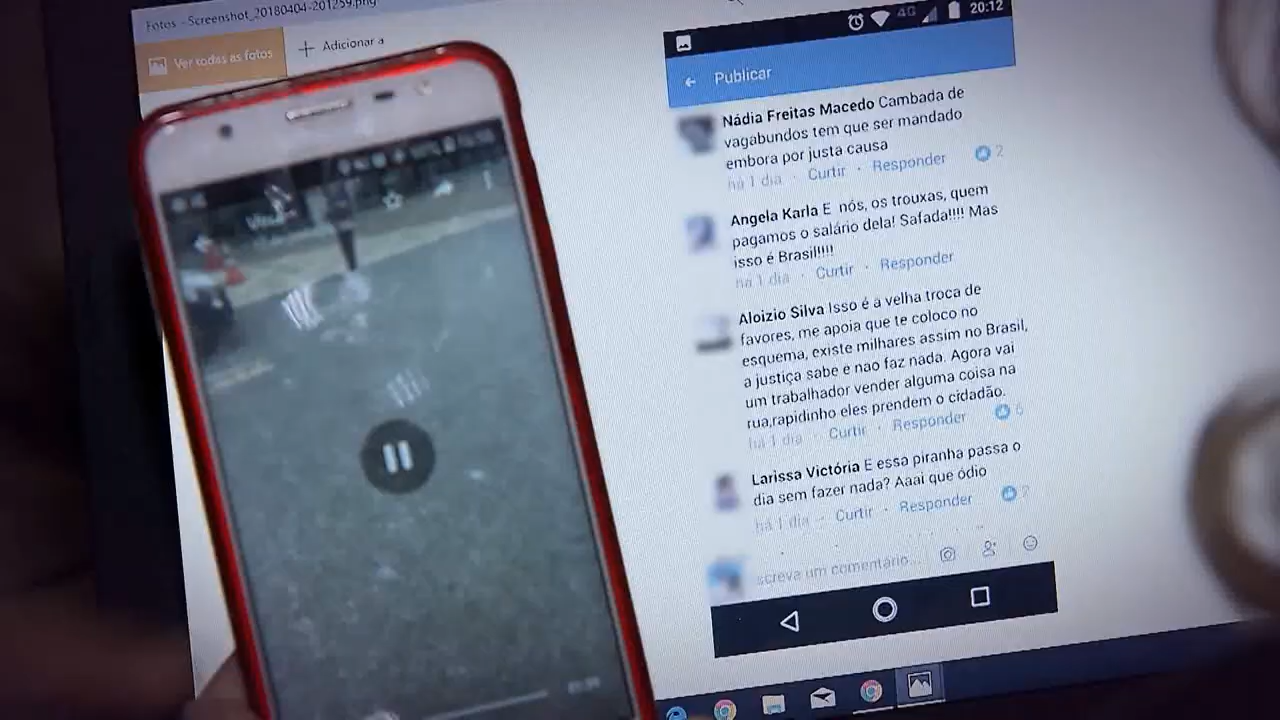 Fotos - Screenshot_20180404-201259.png
Ver todas as fotos
+ Adicionar a
4G 20:12
Publicar
Nádia Freitas Macedo Cambada de
vagabundos tem que ser mandado
embora por justa causa
há 1 dia · Curtir · Responder 2
Angela Karla E nós, os trouxas, quem
pagamos o salário dela! Safada!!!! Mas
isso é Brasil!!!!
há 1 dia · Curtir · Responder
Aloizio Silva Isso é a velha troca de
favores, me apoia que te coloco no
esquema, existe milhares assim no Brasil,
a justiça sabe e nao faz nada. Agora vai
um trabalhador vender alguma coisa na
rua,rapidinho eles prendem o cidadão.
há 1 dia · Curtir · Responder 6
Larissa Victória E essa piranha passa o
dia sem fazer nada? Aaai que ódio
há 1 dia · Curtir · Responder
screva um comentário...